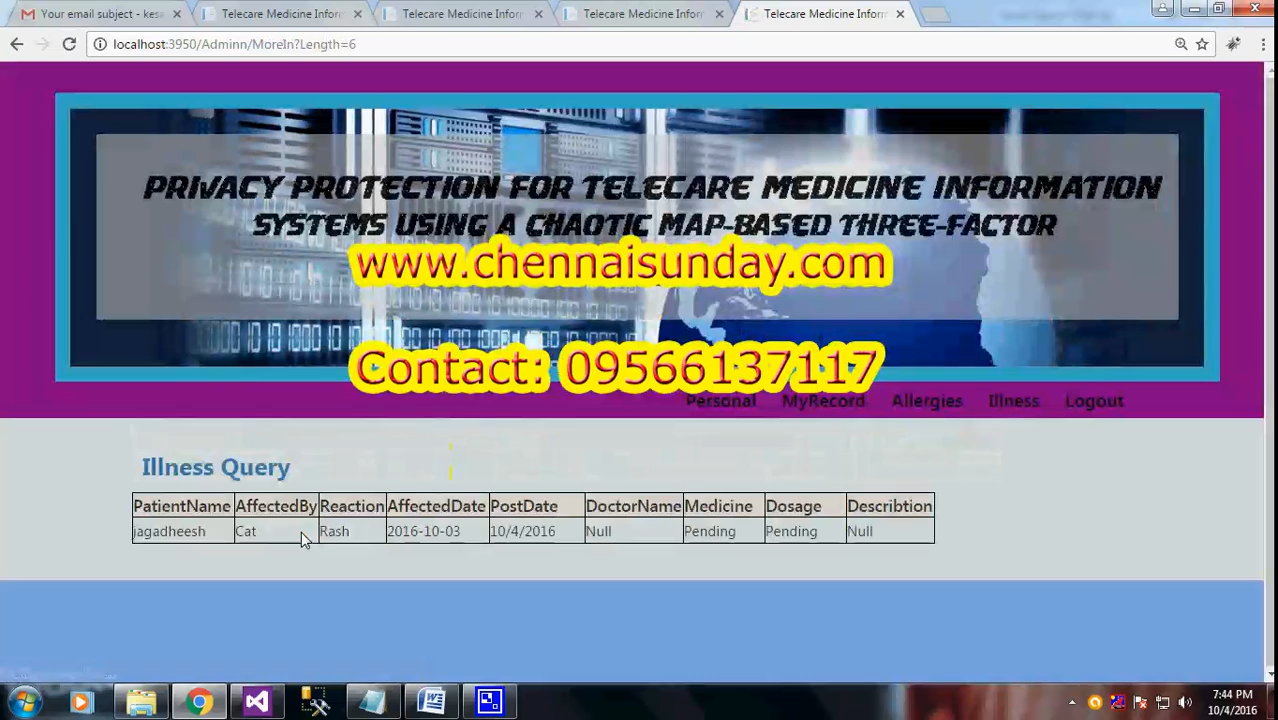 Your email subject - kesa
Telecare Medicine Inform
Telecare Medicine Inform
Telecare Medicine Inform
Telecare Medicine Inform
localhost:3950/Adminn/MoreIn?Length=6
PRIVACY PROTECTION FOR TELECARE MEDICINE INFORMATION
SYSTEMS USING A CHAOTIC MAP-BASED THREE-FACTOR
www.chennaisunday.com
Contact: 09566137117
Personal MyRecord Allergies Illness Logout
Illness Query
PatientName AffectedBy Reaction AffectedDate PostDate DoctorName Medicine Dosage Describtion
jagadheesh Cat Rash 2016-10-03 10/4/2016 Null Pending Pending Null
7:44 PM
10/4/2016